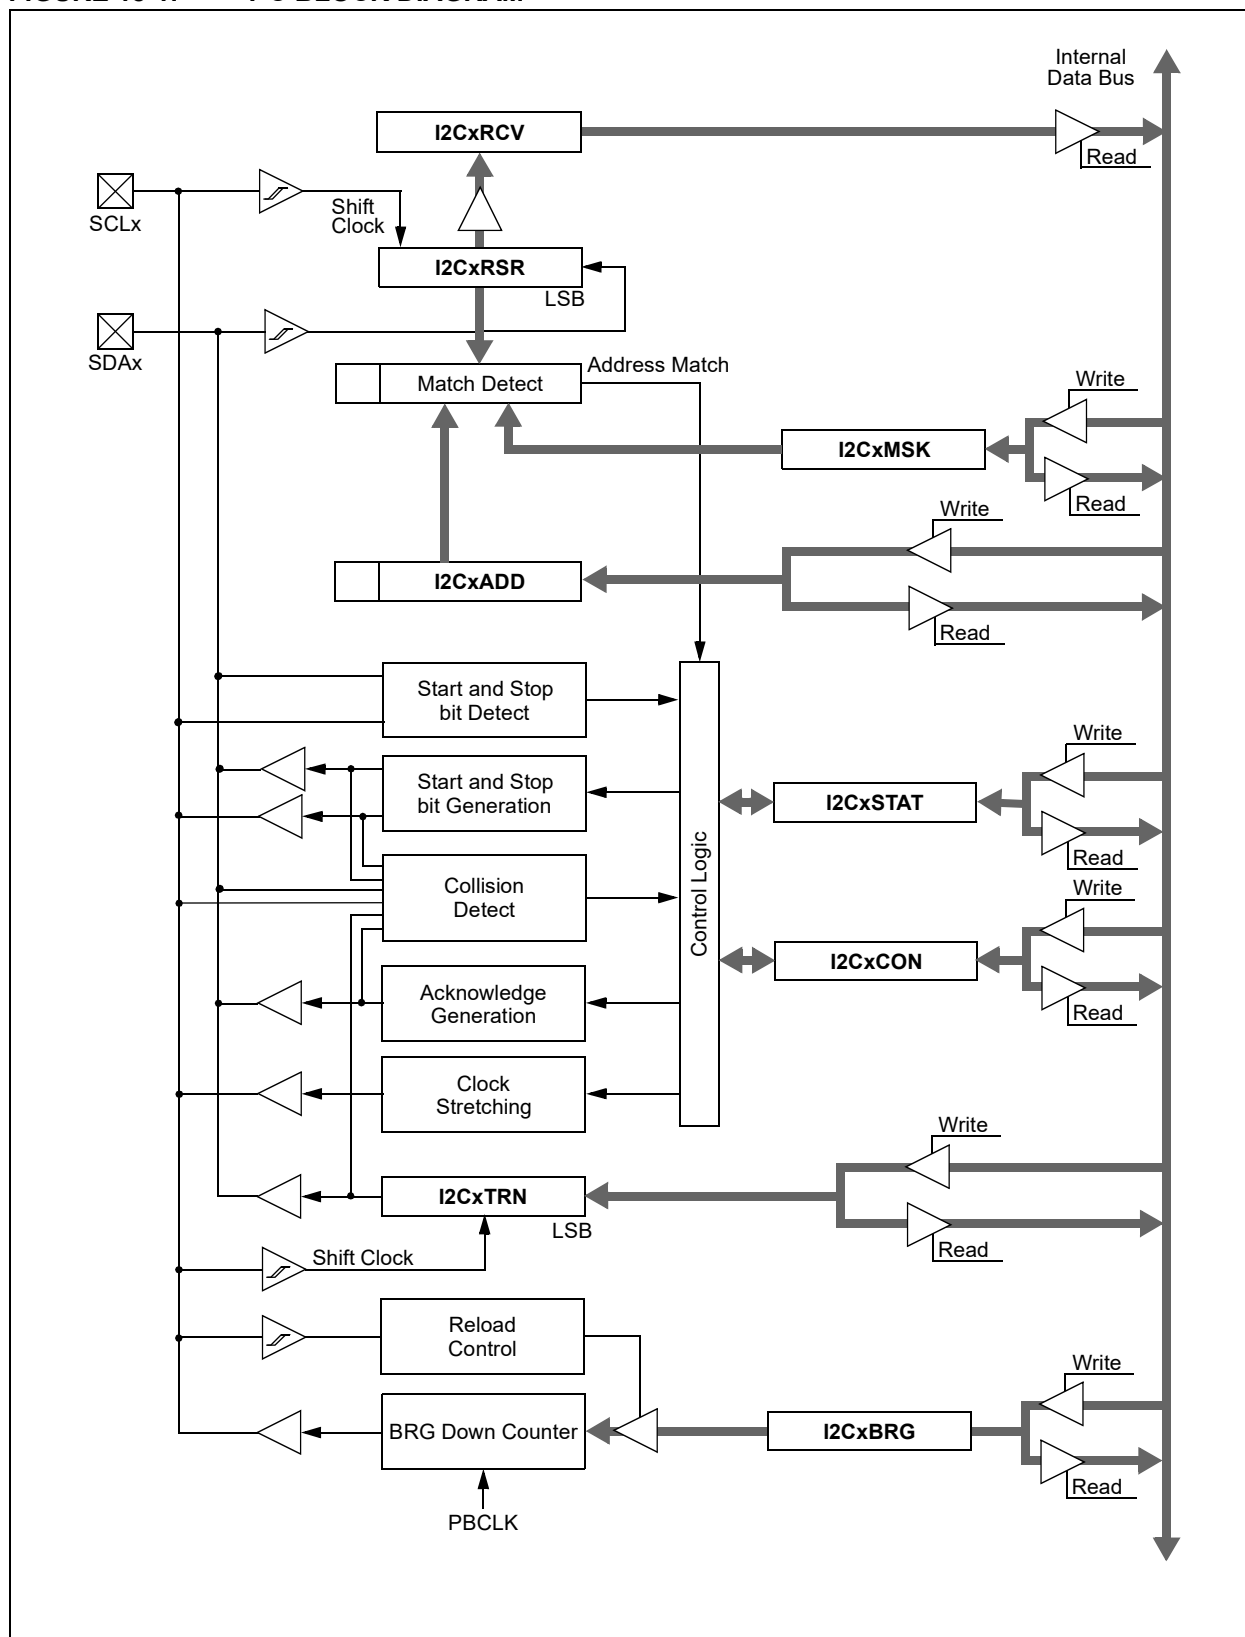 Internal
Data Bus
I2CxRCV
Read
SCLx
Shift
Clock
I2CxRSR
LSB
SDAx
Address Match
Match Detect
Write
I2CxMSK
Read
Write
I2CxADD
Read
Start and Stop
bit Detect
Write
Start and Stop
bit Generation
I2CxSTAT
Read
Control Logic
Collision
Detect
Write
I2CxCON
Acknowledge
Generation
Read
Clock
Stretching
Write
I2CxTRN
LSB
Read
Shift Clock
Reload
Control
Write
BRG Down Counter
I2CxBRG
Read
PBCLK